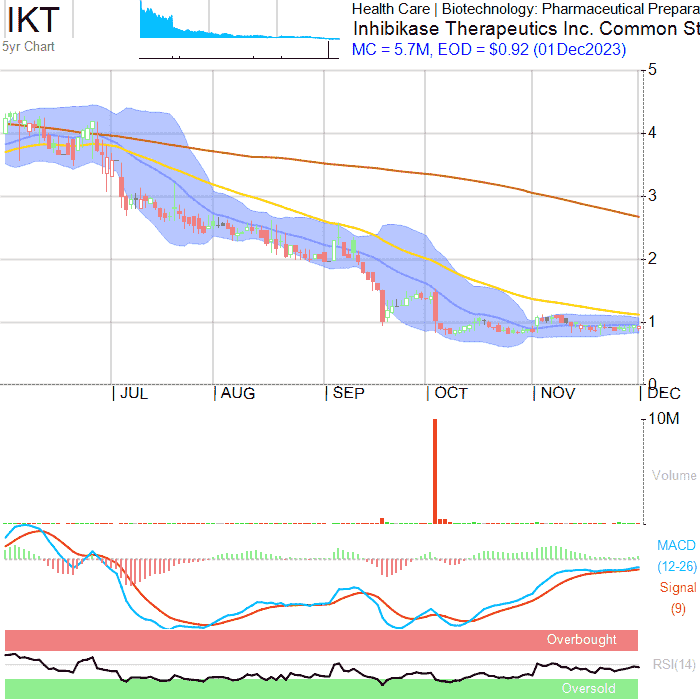 IKT
5yr Chart
Health Care | Biotechnology: Pharmaceutical Prepara
Inhibikase Therapeutics Inc. Common St
MC = 5.7M, EOD = $0.92 (01Dec2023)
5
4
3
2
1
0
JUL AUG SEP OCT NOV DEC
10M
Volume
MACD
(12-26)
Signal
(9)
Overbought
RSI(14)
Oversold